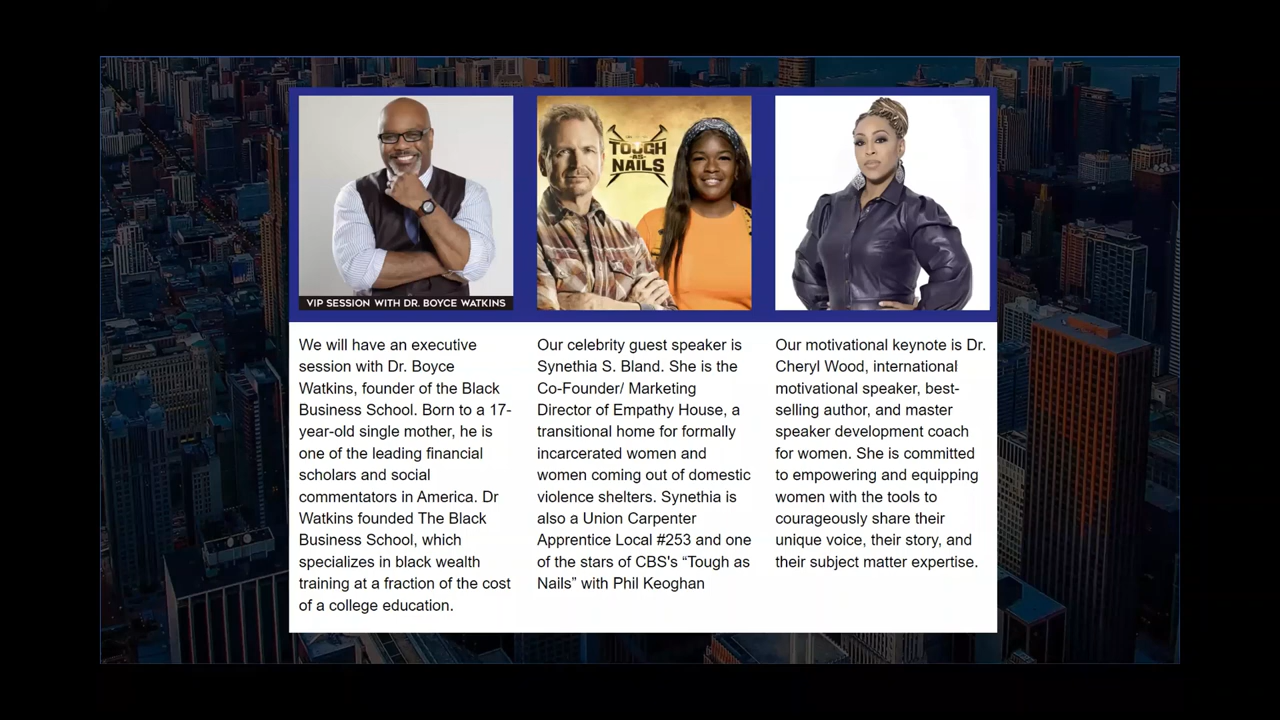 TOUGH
AS
NAILS
VIP SESSION WITH DR. BOYCE WATKINS
We will have an executive
session with Dr. Boyce
Watkins, founder of the Black
Business School. Born to a 17-
year-old single mother, he is
one of the leading financial
scholars and social
commentators in America. Dr
Watkins founded The Black
Business School, which
specializes in black wealth
training at a fraction of the cost
of a college education.
Our celebrity guest speaker is
Synethia S. Bland. She is the
Co-Founder/ Marketing
Director of Empathy House, a
transitional home for formally
incarcerated women and
women coming out of domestic
violence shelters. Synethia is
also a Union Carpenter
Apprentice Local #253 and one
of the stars of CBS's “Tough as
Nails” with Phil Keoghan
Our motivational keynote is Dr.
Cheryl Wood, international
motivational speaker, best-
selling author, and master
speaker development coach
for women. She is committed
to empowering and equipping
women with the tools to
courageously share their
unique voice, their story, and
their subject matter expertise.